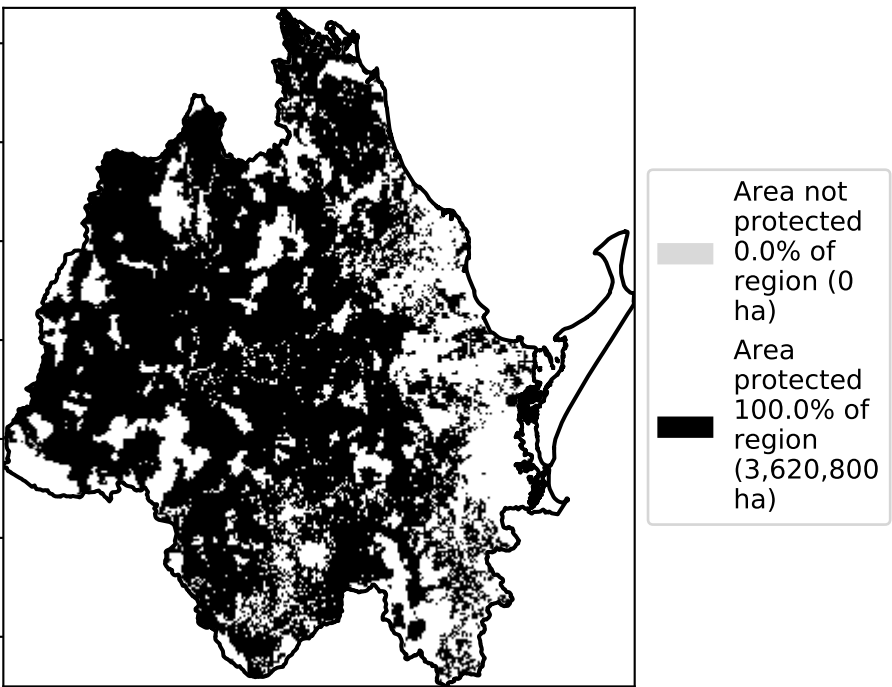 Area not
protected
0.0% of
region (0
ha)
Area
protected
100.0% of
region
(3,620,800
ha)